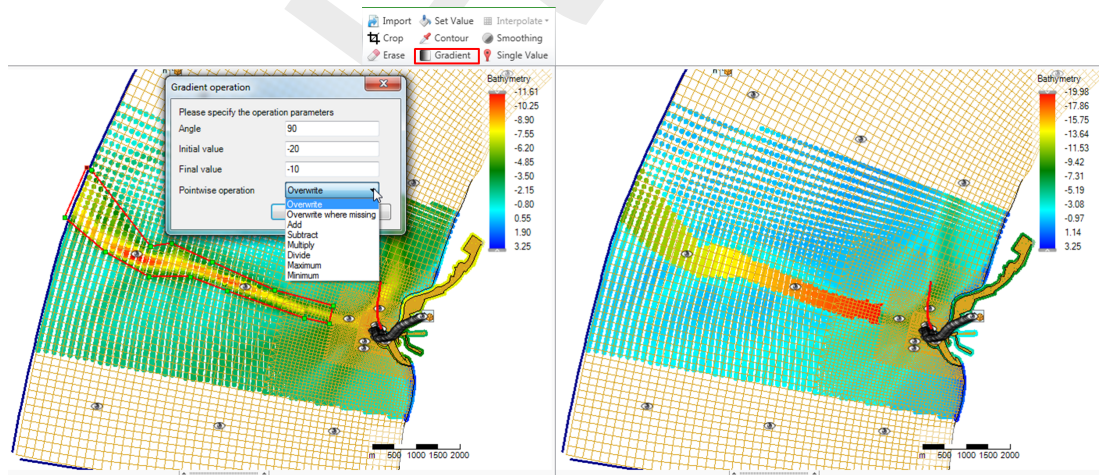 Import Set Value Interpolate
Crop Contour Smoothing
Erase Gradient Single Value
Gradient operation
Please specify the operation parameters
Angle 90
Initial value -20
Final value -10
Pointwise operation Overwrite
Overwrite
Overwrite where missing
Add
Subtract
Multiply
Divide
Maximum
Minimum
Bathymetry
-11.61
-10.25
-8.90
-7.55
-6.20
-4.85
-3.50
-2.15
-0.80
0.55
1.90
3.25
m 500 1000 1500 2000
Bathymetry
-19.98
-17.86
-15.75
-13.64
-11.53
-9.42
-7.31
-5.19
-3.08
-0.97
1.14
3.25
m 500 1000 1500 2000